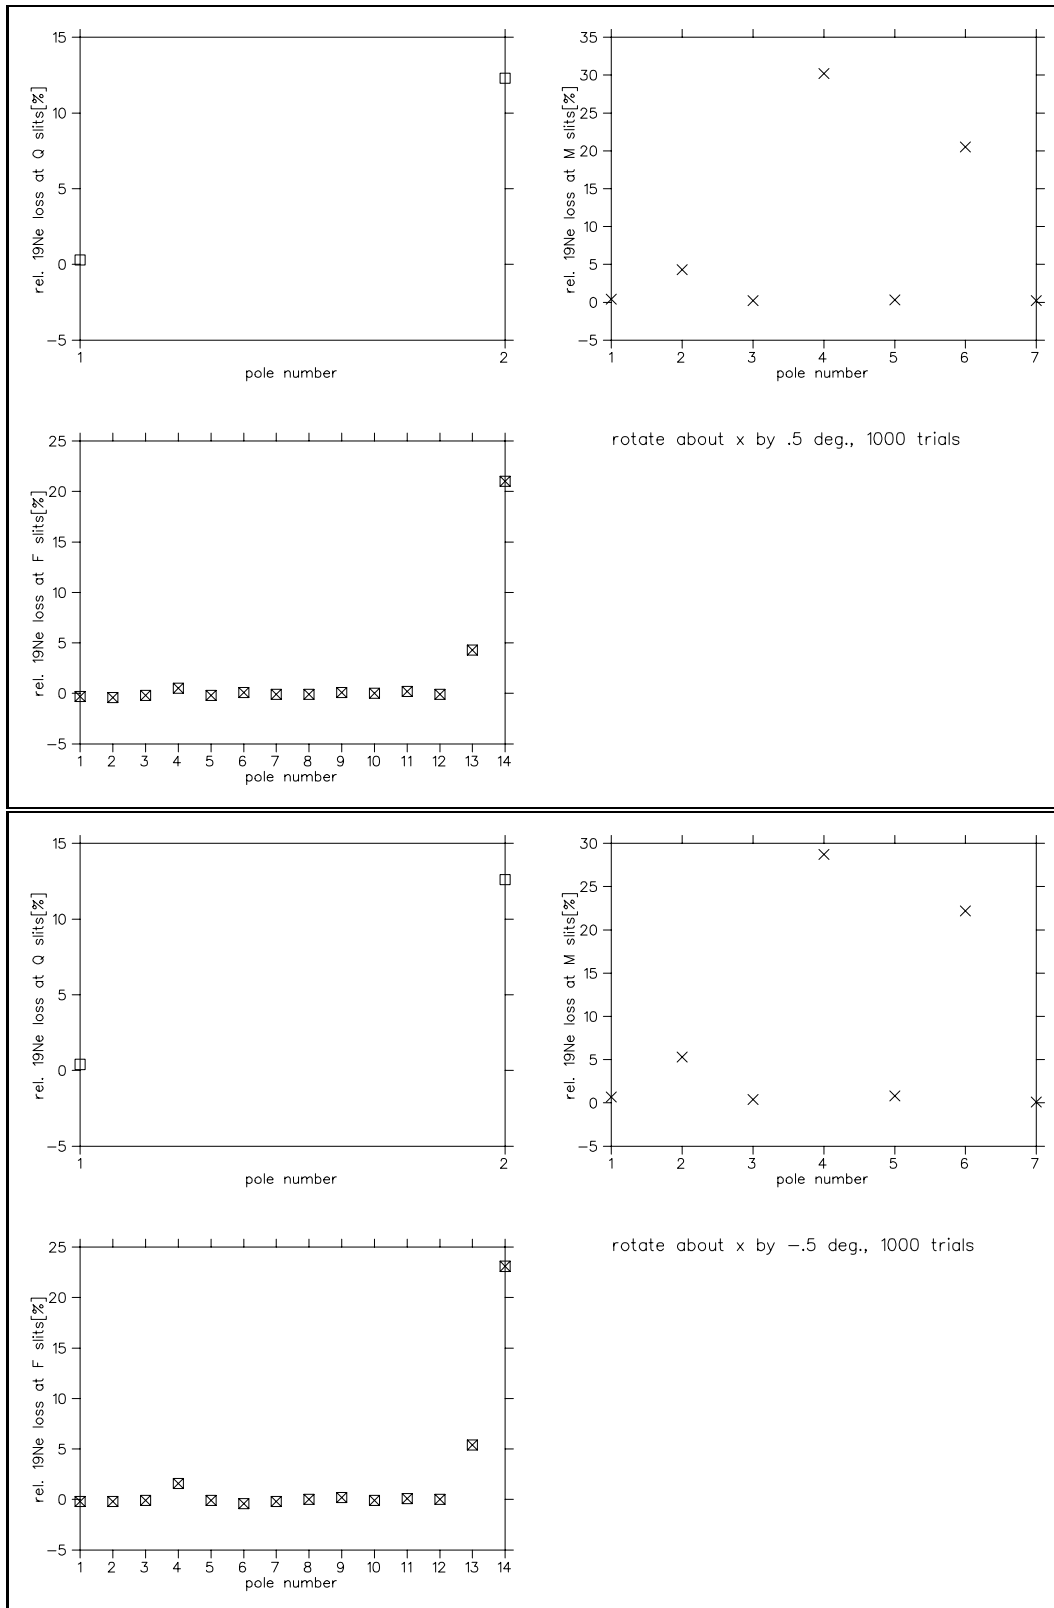 15
10
5
0
−5
1
2
pole number
rel. 19Ne loss at Q slits[%]
35
30
25
20
15
10
5
0
−5
1 2 3 4 5 6 7
pole number
rel. 19Ne loss at M slits[%]
25
20
15
10
5
0
−5
1 2 3 4 5 6 7 8 9 10 11 12 13 14
pole number
rel. 19Ne loss at F slits[%]
rotate about x by .5 deg., 1000 trials
15
10
5
0
−5
1
2
pole number
rel. 19Ne loss at Q slits[%]
30
25
20
15
10
5
0
−5
1 2 3 4 5 6 7
pole number
rel. 19Ne loss at M slits[%]
25
20
15
10
5
0
−5
1 2 3 4 5 6 7 8 9 10 11 12 13 14
pole number
rel. 19Ne loss at F slits[%]
rotate about x by −.5 deg., 1000 trials